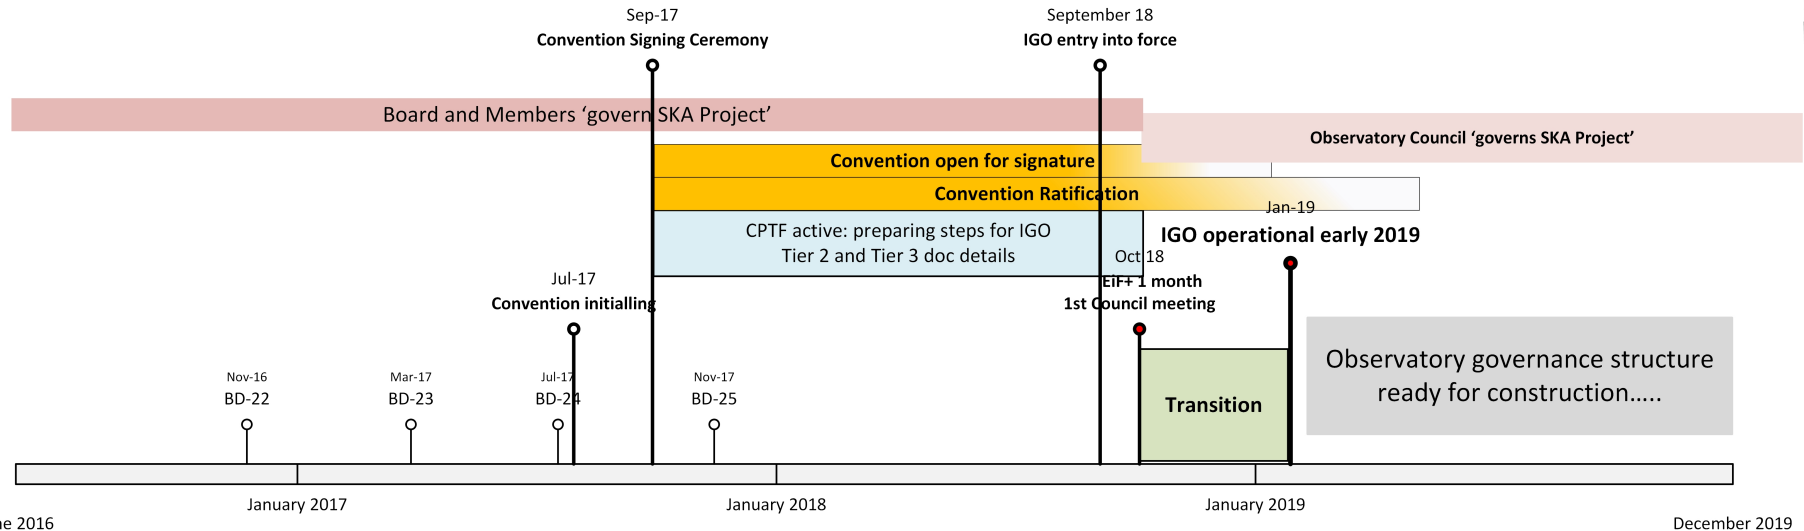 Sep-17
Convention Signing Ceremony
September 18
IGO entry into force
Board and Members ‘govern SKA Project’
Observatory Council ‘governs SKA Project’
Convention open for signature
Convention Ratification
Jan-19
IGO operational early 2019
CPTF active: preparing steps for IGO
Tier 2 and Tier 3 doc details
Oct 18
EiF+ 1 month
1st Council meeting
Jul-17
Convention initialling
Nov-16
BD-22
Mar-17
BD-23
Jul-17
BD-24
Nov-17
BD-25
Transition
Observatory governance structure
ready for construction…..
January 2017
January 2018
January 2019
2016
December 2019